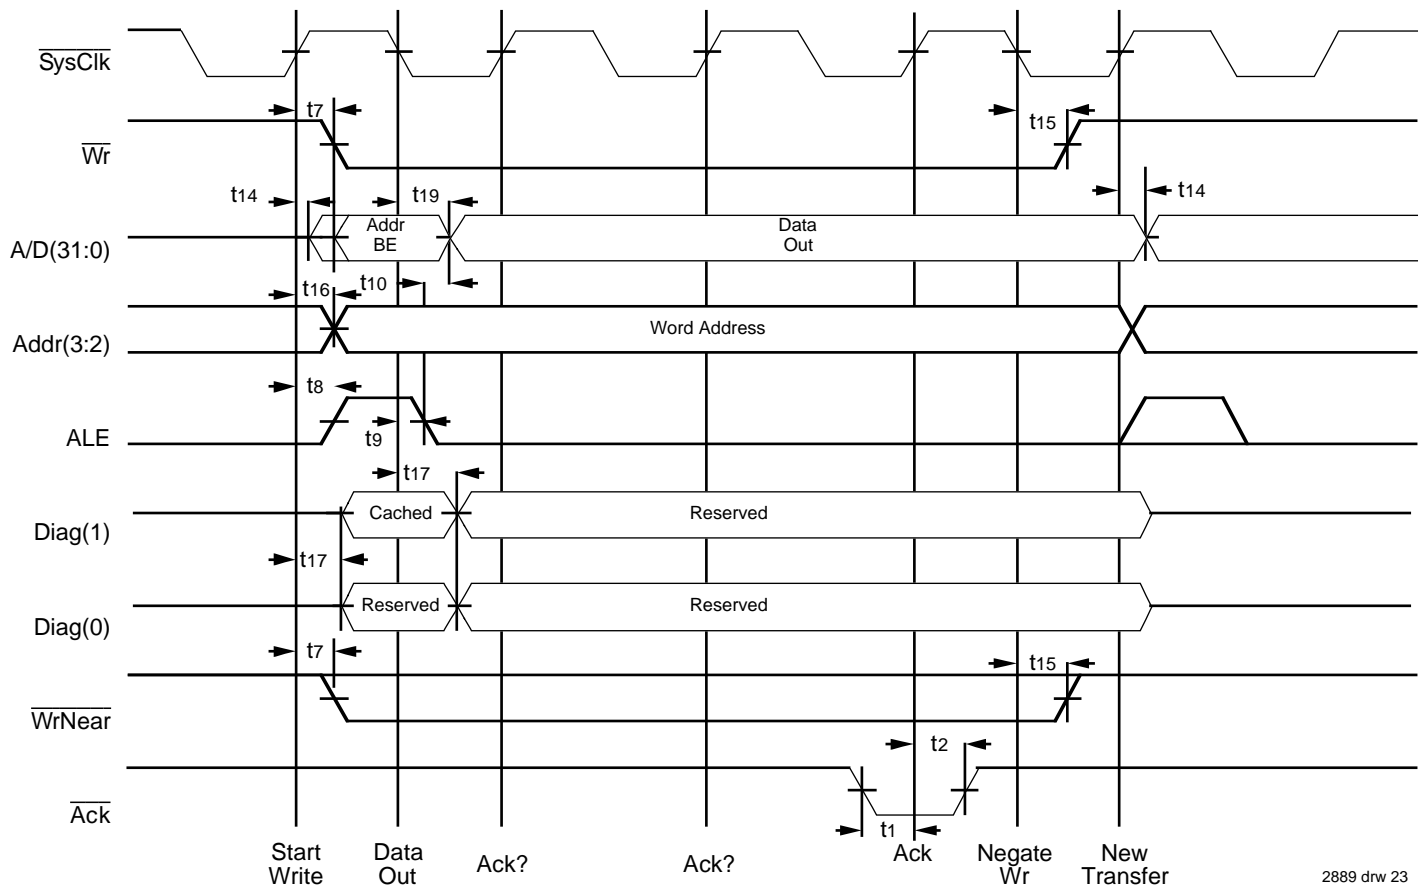 SysClk
t7
t15
Wr
t14
t19
t14
Addr
BE
Data
Out
A/D(31:0)
t16
t10
Word Address
Addr(3:2)
t8
t9
ALE
t17
Cached
Reserved
Diag(1)
t17
Reserved
Reserved
Diag(0)
t7
t15
WrNear
t2
Ack
t1
Start
Write
Data
Out
Ack?
Ack?
Ack
Negate
Wr
New
Transfer
2889 drw 23